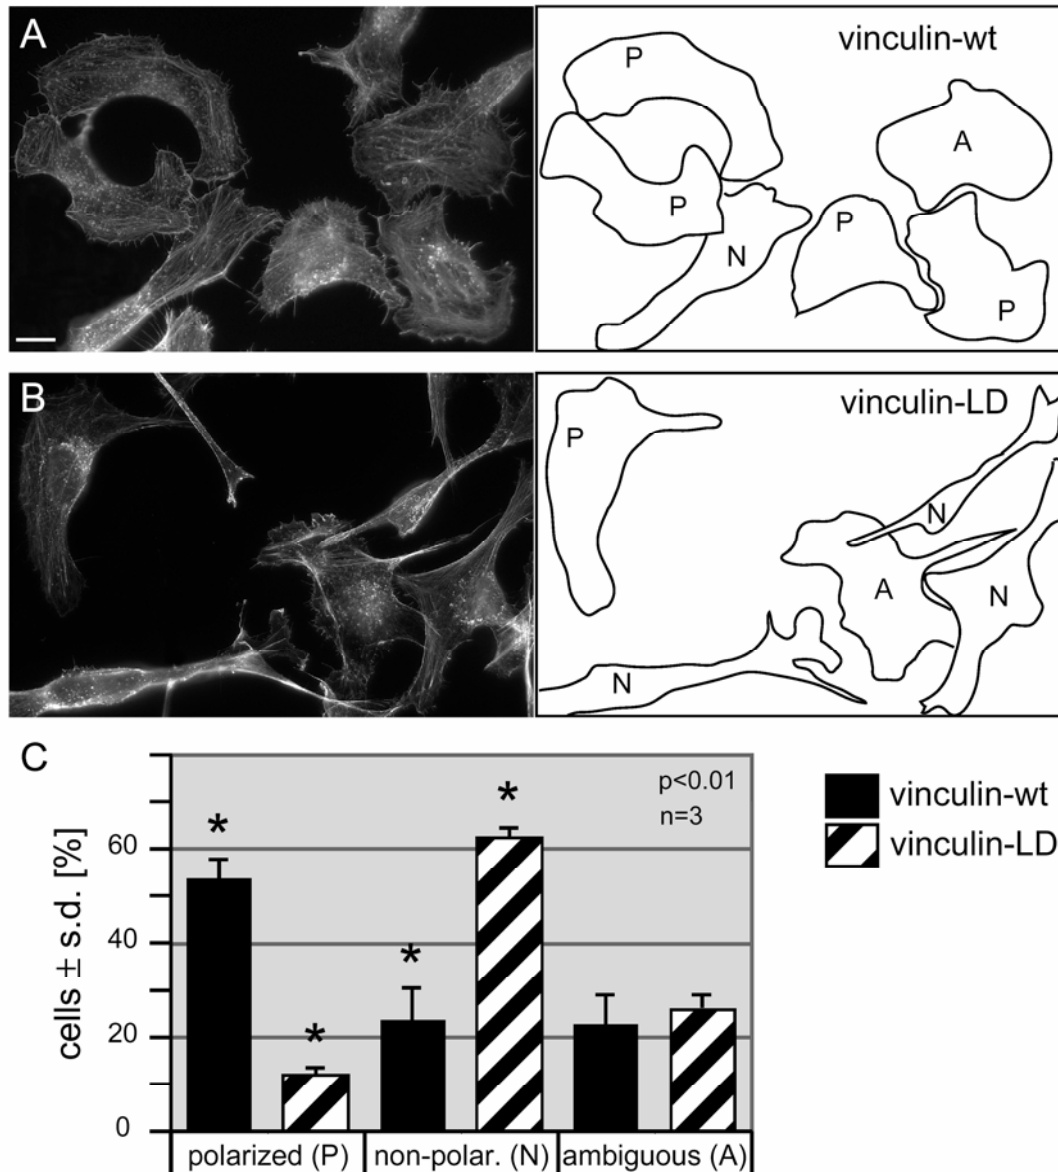 A
vinculin-wt
P
A
P
P
N
P
B
vinculin-LD
P
N
A
N
N
C
p<0.01
n=3
vinculin-wt
vinculin-LD
cells ± s.d. [%]
60
40
20
0
*
*
*
*
polarized (P)
non-polar. (N)
ambiguous (A)